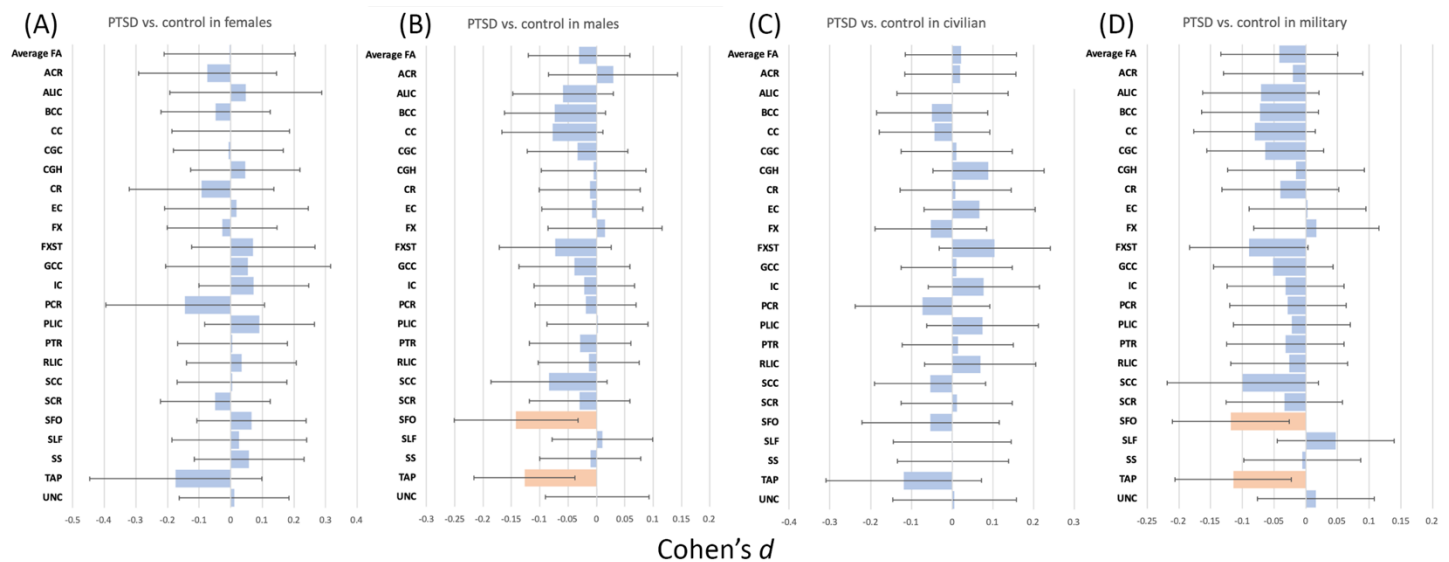 (A) PTSD vs. control in females
Average FA
ACR
ALIC
BCC
CC
CGC
CGH
CR
EC
FX
FXST
GCC
IC
PCR
PLIC
PTR
RLIC
SCC
SCR
SFO
SLF
SS
TAP
UNC
-0.5 -0.4 -0.3 -0.2 -0.1 0 0.1 0.2 0.3 0.4
(B) PTSD vs. control in males
Average FA
ACR
ALIC
BCC
CC
CGC
CGH
CR
EC
FX
FXST
GCC
IC
PCR
PLIC
PTR
RLIC
SCC
SCR
SFO
SLF
SS
TAP
UNC
-0.3 -0.25 -0.2 -0.15 -0.1 -0.05 0 0.05 0.1 0.15 0.2
(C) PTSD vs. control in civilian
Average FA
ACR
ALIC
BCC
CC
CGC
CGH
CR
EC
FX
FXST
GCC
IC
PCR
PLIC
PTR
RLIC
SCC
SCR
SFO
SLF
SS
TAP
UNC
-0.4 -0.3 -0.2 -0.1 0 0.1 0.2 0.3
(D) PTSD vs. control in military
Average FA
ACR
ALIC
BCC
CC
CGC
CGH
CR
EC
FX
FXST
GCC
IC
PCR
PLIC
PTR
RLIC
SCC
SCR
SFO
SLF
SS
TAP
UNC
-0.25 -0.2 -0.15 -0.1 -0.05 0 0.05 0.1 0.15 0.2
Cohen's d